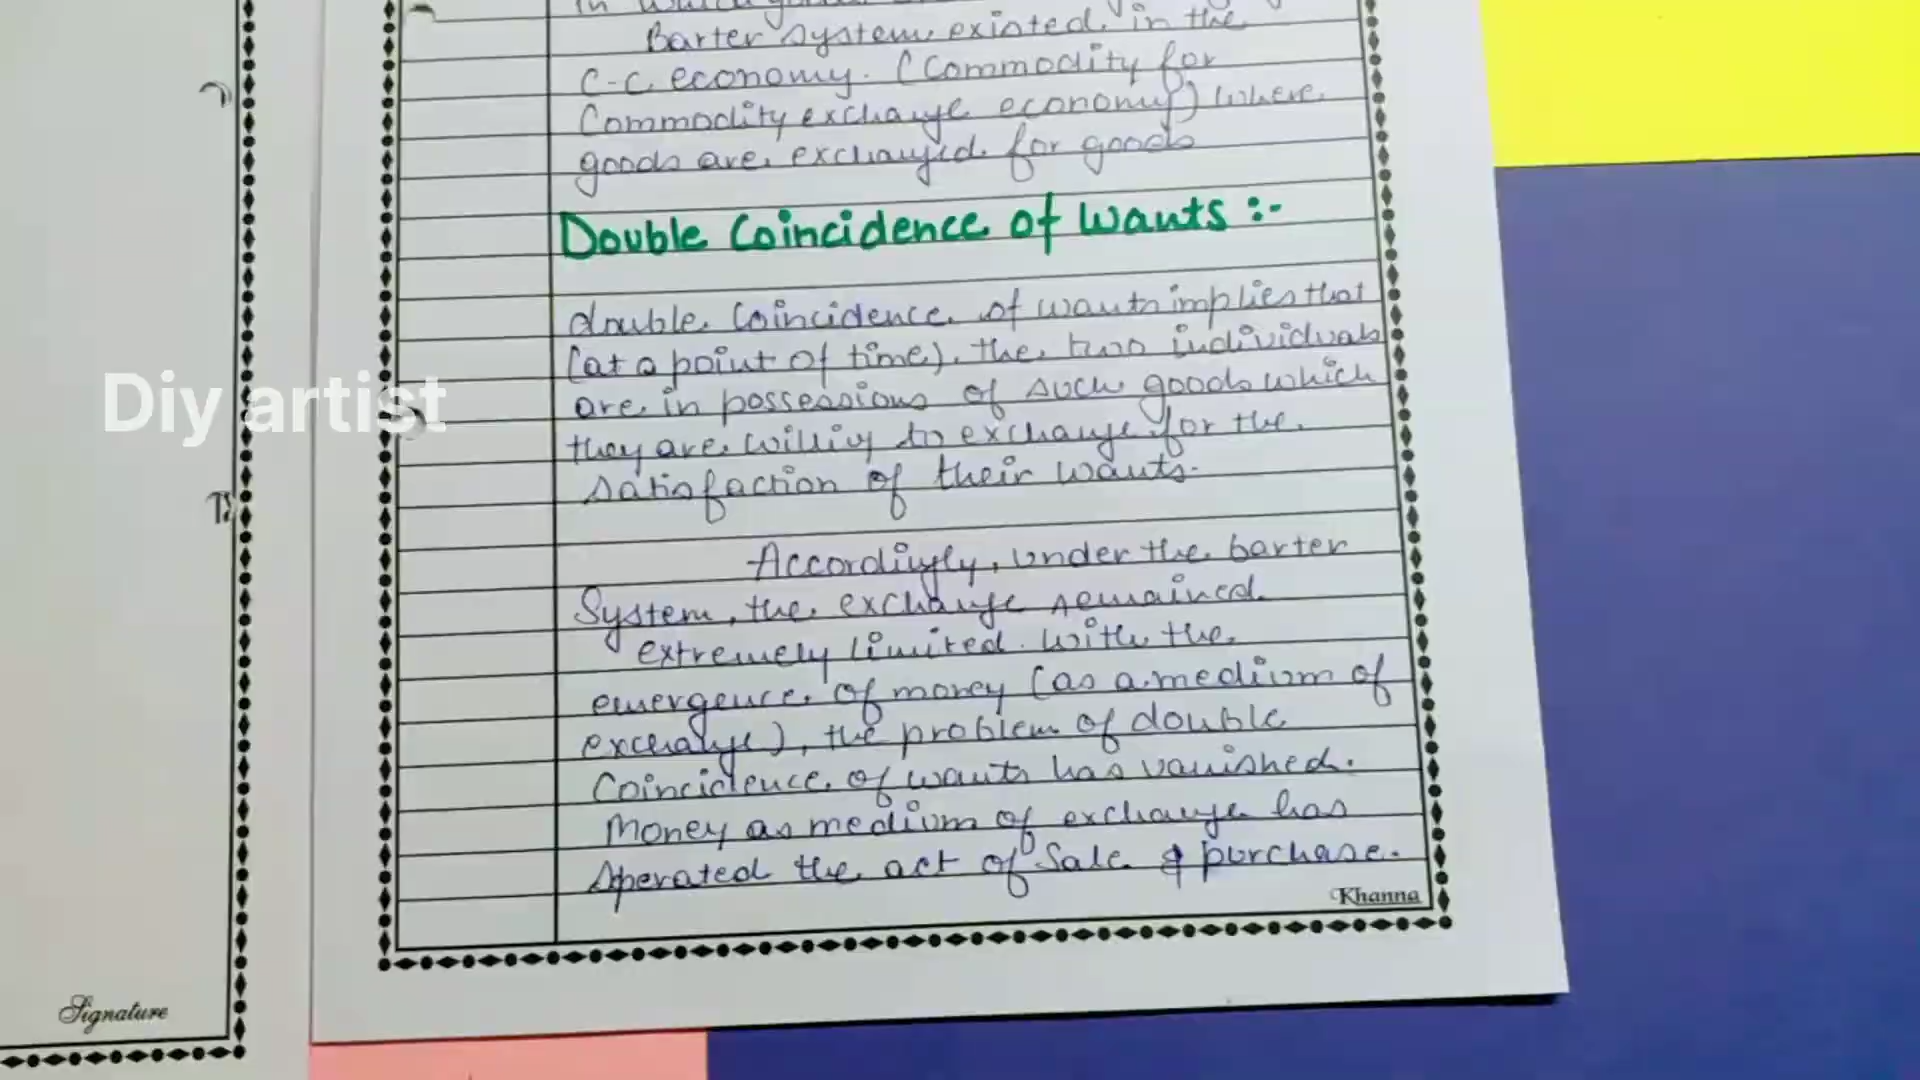 in which
Barter system existed in the
C-C economy. (Commodity for
Commodity exchange economy) where
goods are exchanged for goods
Double Coincidence of wants :-
double Coincidence of wants implies that
(at a point of time), the two individuals
are in possessions of such goods which
they are willing to exchange for the
satisfaction of their wants.
Accordingly, under the barter
System, the exchange remained
extremely limited. With the
emergence of money (as a medium of
exchange), the problem of double
Coincidence of wants has vanished.
Money as medium of exchange has
seperated the act of Sale & purchase.
Khanna
Diy artist
Signature